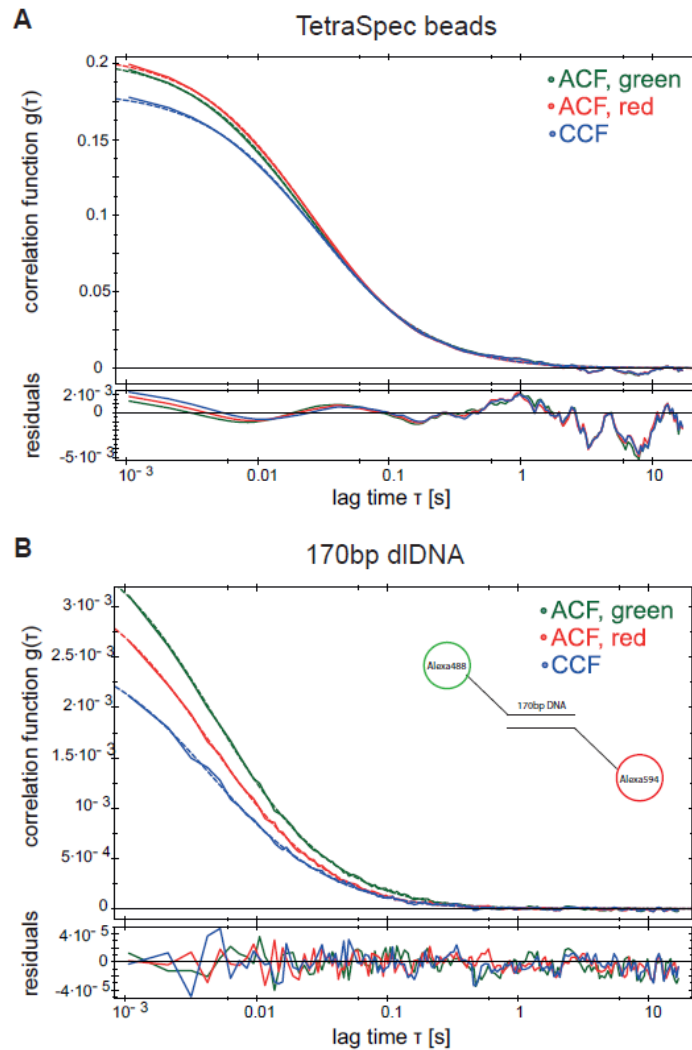 A
TetraSpec beads
ACF, green
ACF, red
CCF
correlation function g(τ)
0.2
0.15
0.1
0.05
0
residuals
2·10⁻³
0
-5·10⁻³
10⁻³
0.01
0.1
1
10
lag time τ [s]
B
170bp dlDNA
ACF, green
ACF, red
CCF
Alexa488
170bp DNA
Alexa594
correlation function g(τ)
3·10⁻³
2.5·10⁻³
2·10⁻³
1.5·10⁻³
1·10⁻³
5·10⁻⁴
0
residuals
4·10⁻⁵
0
-4·10⁻⁵
10⁻³
0.01
0.1
1
10
lag time τ [s]